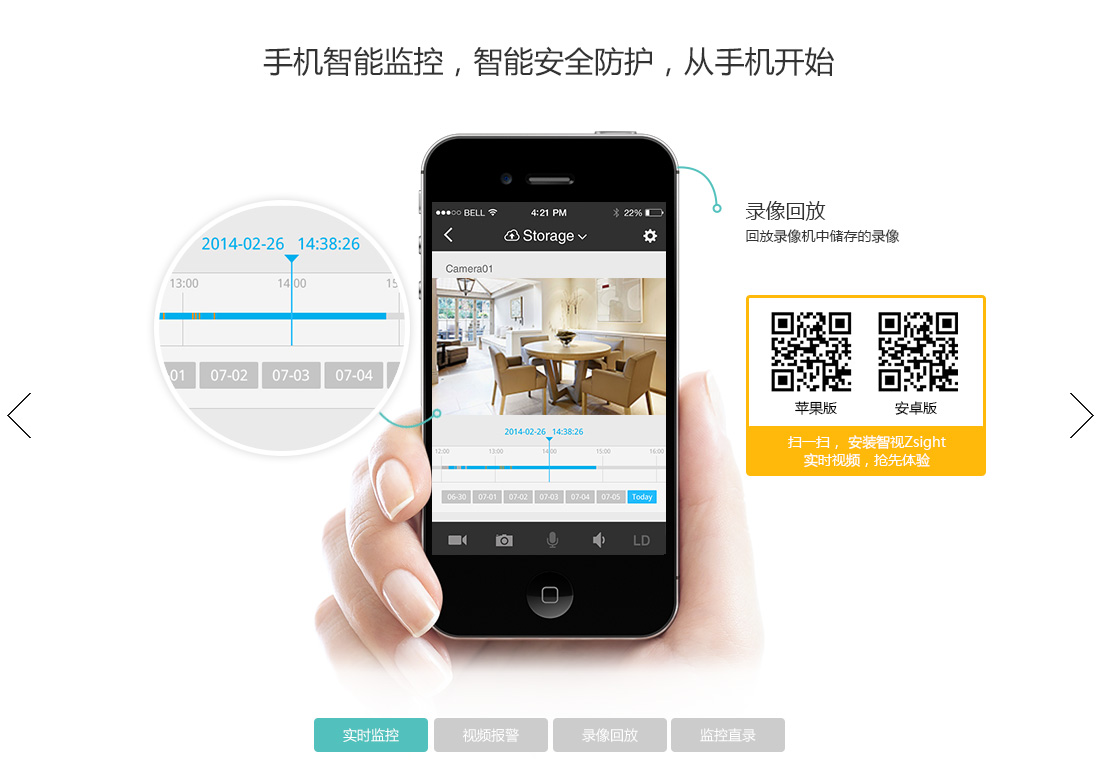 手机智能监控，智能安全防护，从手机开始
2014-02-26 14:38:26
13:00 14:00 15
01 07-02 07-03 07-04
BELL 4:21 PM 22%
Storage
Camera01
2014-02-26 14:38:26
12:00 13:00 14:00 15:00 16:00
06-30 07-01 07-02 07-03 07-04 07-05 Today
LD
录像回放
回放录像机中储存的录像
苹果版 安卓版
扫一扫， 安装智视Zsight
实时视频，抢先体验
实时监控 视频报警 录像回放 监控直录